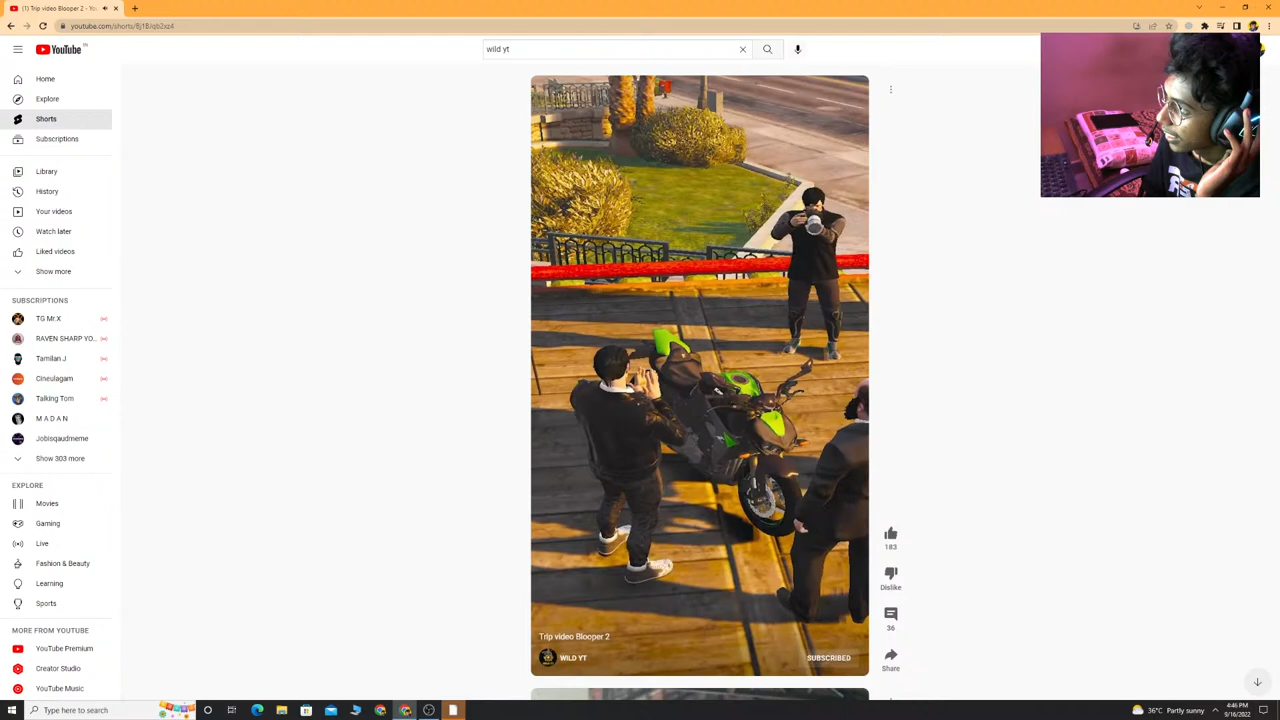 (1) Trip video Blooper 2 - Yo
youtube.com/shorts/
YouTube IN
wild yt
Home
Explore
Shorts
Subscriptions
Library
History
Your videos
Watch later
Liked videos
Show more
SUBSCRIPTIONS
TG Mr.X
RAVEN SHARP YO...
Tamilan J
Cineulagam
Talking Tom
M A D A N
Jobisqaudmeme
Show 303 more
EXPLORE
Movies
Gaming
Live
Fashion & Beauty
Learning
Sports
MORE FROM YOUTUBE
YouTube Premium
Creator Studio
YouTube Music
183
Dislike
36
Share
Trip video Blooper 2
WILD YT
SUBSCRIBED
Type here to search
36°C Partly sunny
4:46 PM
9/16/2022